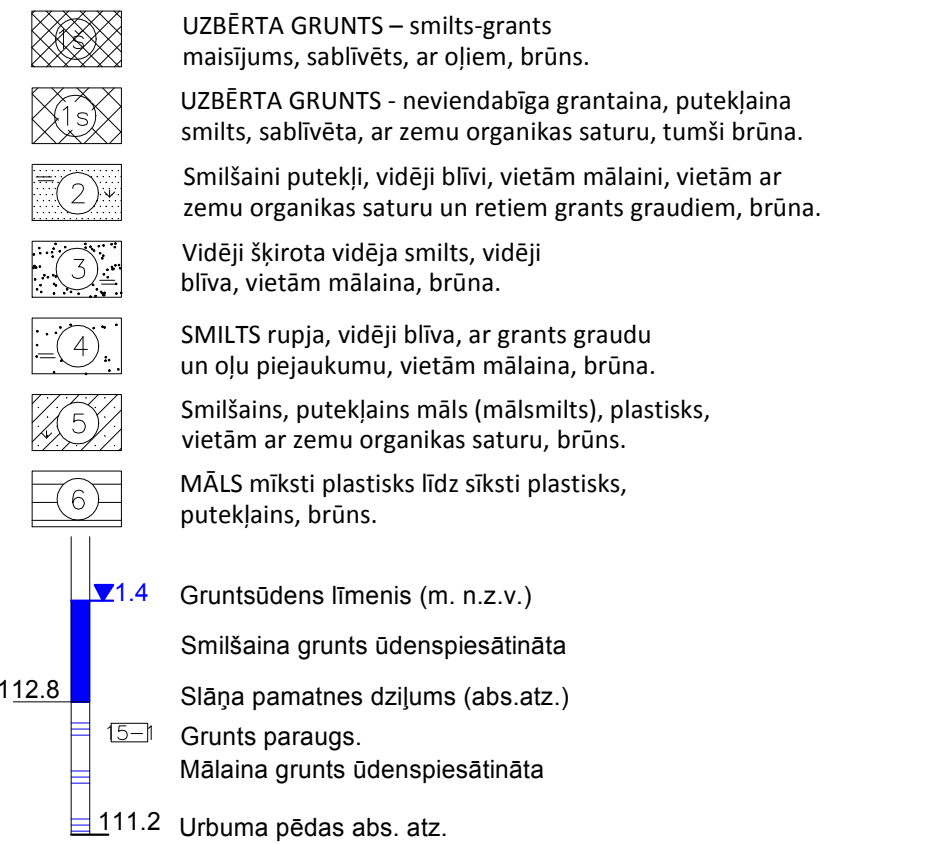 1š UZBĒRTA GRUNTS – smilts-grants
maisījums, sablīvēts, ar oļiem, brūns.
1s UZBĒRTA GRUNTS - neviendabīga grantaina, putekļaina
smilts, sablīvēta, ar zemu organikas saturu, tumši brūna.
2 Smilšaini putekļi, vidēji blīvi, vietām mālaini, vietām ar
zemu organikas saturu un retiem grants graudiem, brūna.
3 Vidēji šķirota vidēja smilts, vidēji
blīva, vietām mālaina, brūna.
4 SMILTS rupja, vidēji blīva, ar grants graudu
un oļu piejaukumu, vietām mālaina, brūna.
5 Smilšains, putekļains māls (mālsmilts), plastisks,
vietām ar zemu organikas saturu, brūns.
6 MĀLS mīksti plastisks līdz sīksti plastisks,
putekļains, brūns.
1.4 Gruntsūdens līmenis (m. n.z.v.)
Smilšaina grunts ūdenspiesātināta
112.8 Slāņa pamatnes dziļums (abs.atz.)
15-1 Grunts paraugs.
Mālaina grunts ūdenspiesātināta
111.2 Urbuma pēdas abs. atz.